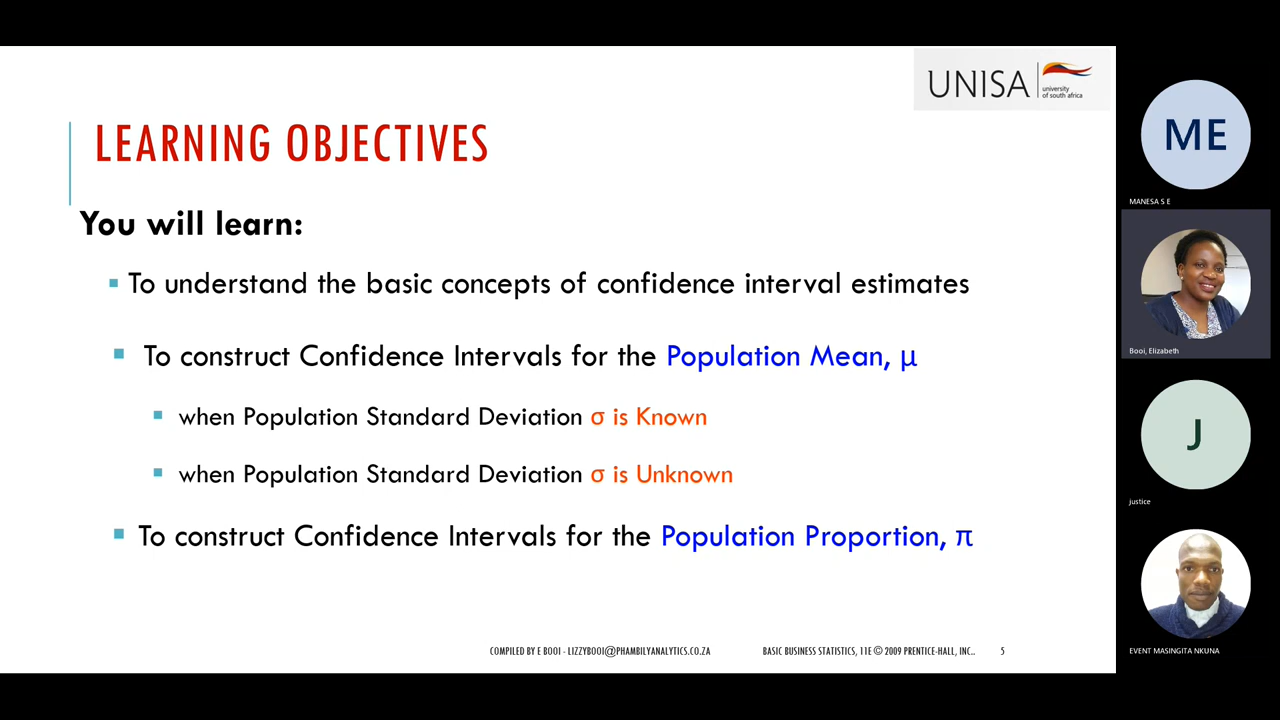 UNISA
university
of south africa
LEARNING OBJECTIVES
You will learn:
To understand the basic concepts of confidence interval estimates
To construct Confidence Intervals for the Population Mean, μ
when Population Standard Deviation σ is Known
when Population Standard Deviation σ is Unknown
To construct Confidence Intervals for the Population Proportion, π
COMPILED BY E BOOI - LIZZYBOOI@PHAMBILYANALYTICS.CO.ZA BASIC BUSINESS STATISTICS, 11E © 2009 PRENTICE-HALL, INC.. 5
ME
MANESA S E
Booi, Elizabeth
J
justice
EVENT MASINGITA NKUNA